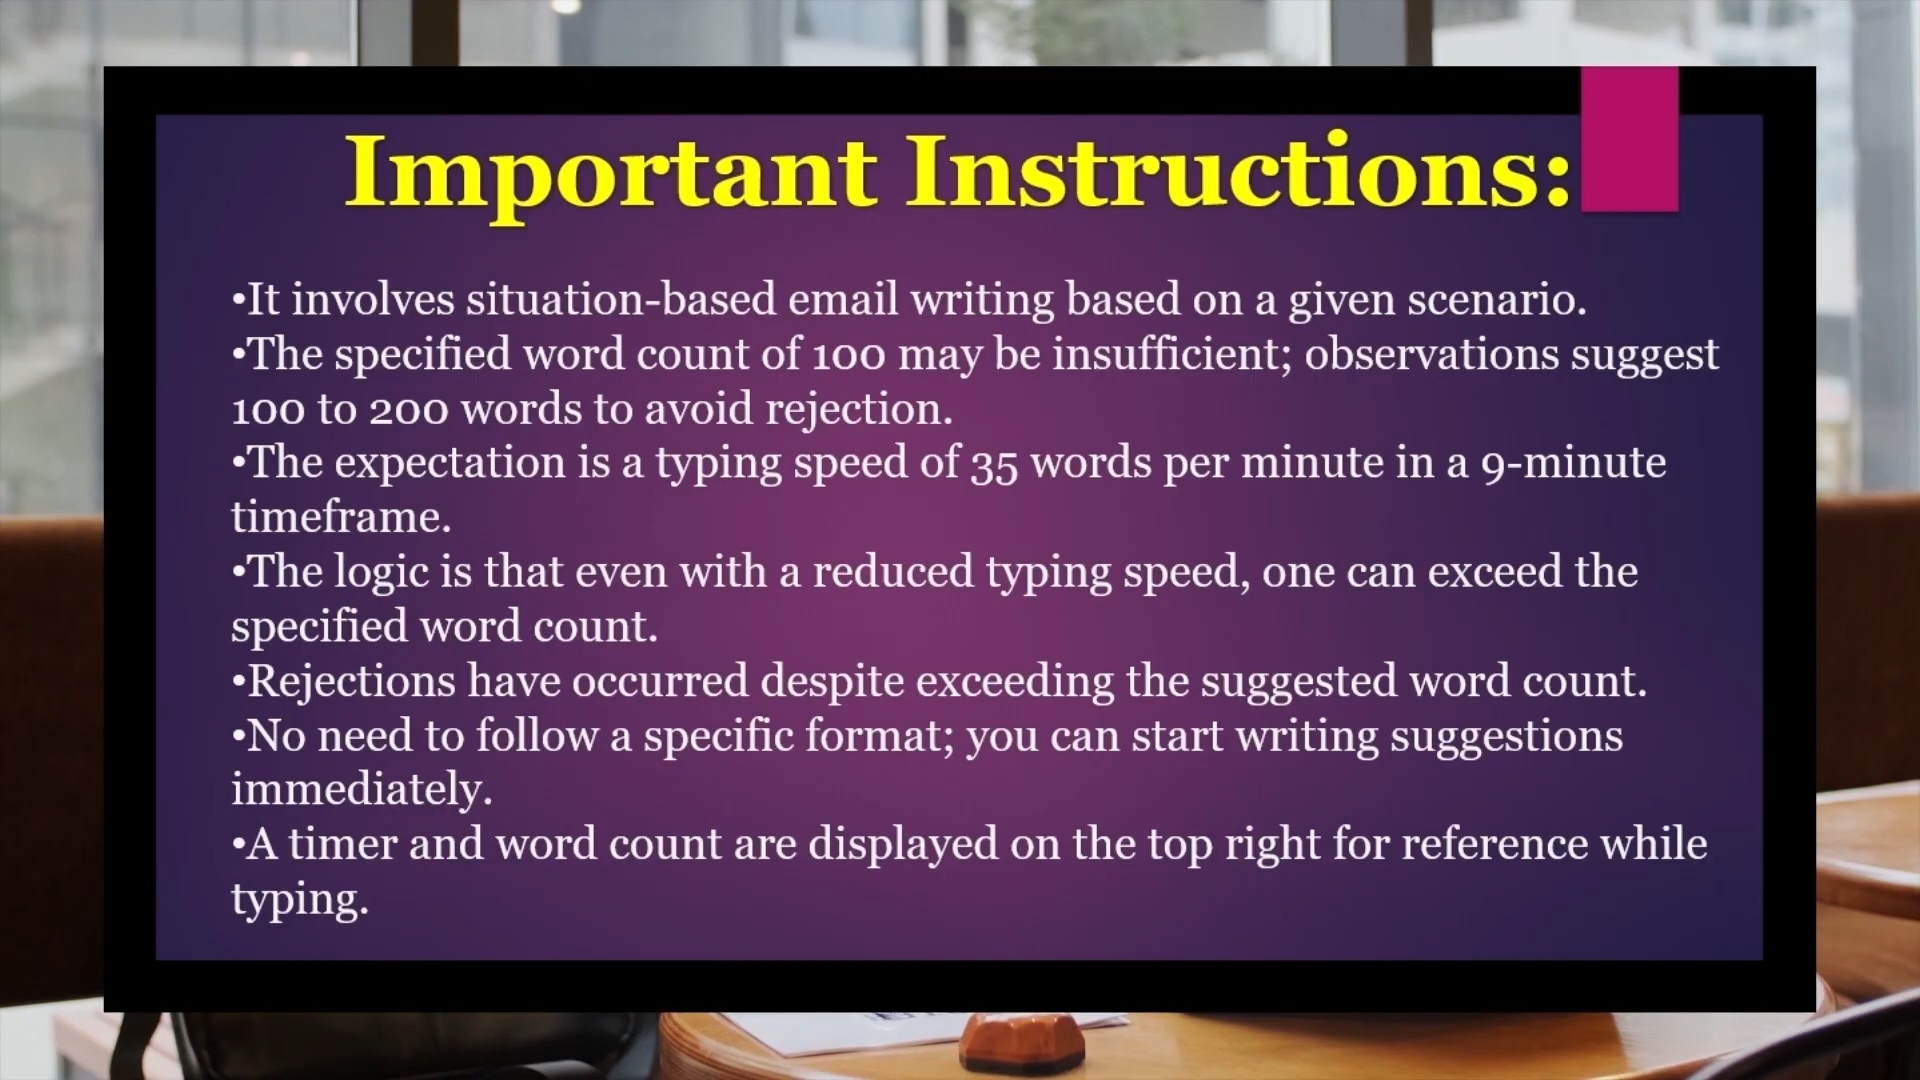 Important Instructions:
•It involves situation-based email writing based on a given scenario.
•The specified word count of 100 may be insufficient; observations suggest
100 to 200 words to avoid rejection.
•The expectation is a typing speed of 35 words per minute in a 9-minute
timeframe.
•The logic is that even with a reduced typing speed, one can exceed the
specified word count.
•Rejections have occurred despite exceeding the suggested word count.
•No need to follow a specific format; you can start writing suggestions
immediately.
•A timer and word count are displayed on the top right for reference while
typing.